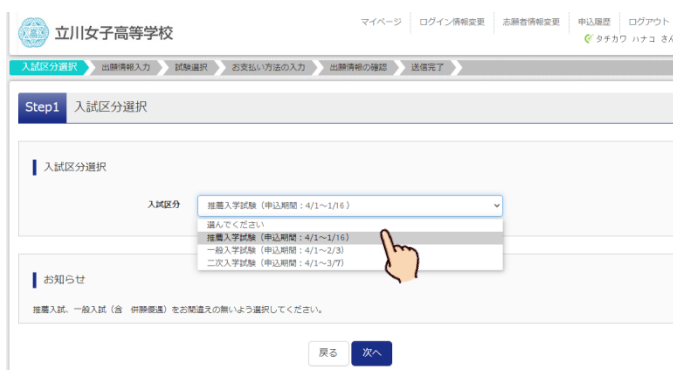 立川女子高等学校
マイページ ログイン情報変更 志願者情報変更 申込履歴 ログアウト
タチカワ ハナコ さん
入試区分選択 出願情報入力 試験選択 お支払い方法の入力 出願情報の確認 送信完了
Step1 入試区分選択
入試区分選択
入試区分 推薦入学試験（申込期間：4/1～1/16）
選んでください
推薦入学試験（申込期間：4/1～1/16）
一般入学試験（申込期間：4/1～2/3）
二次入学試験（申込期間：4/1～3/7）
お知らせ
推薦入試、一般入試（含 併願優遇）をお間違えの無いよう選択してください。
戻る 次へ